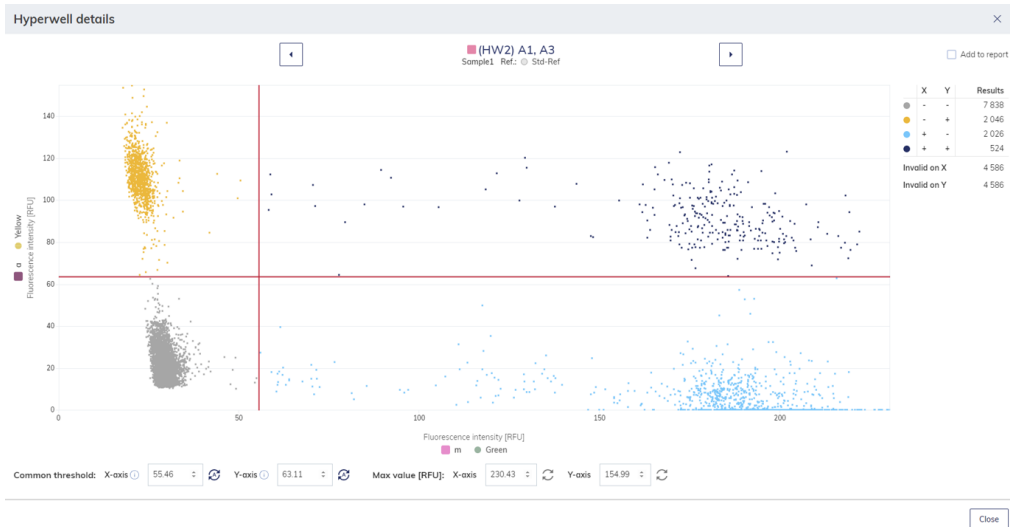 Hyperwell details
(HW2) A1, A3
Sample1 Ref.: Std-Ref
Add to report
X Y Results
- - 7 838
- + 2 046
+ - 2 026
+ + 524
Invalid on X 4 586
Invalid on Y 4 586
a Yellow
Fluorescence intensity [RFU]
140
120
100
80
60
40
20
0
0 50 100 150 200
Fluorescence intensity [RFU]
m Green
Common threshold: X-axis 55.46 Y-axis 63.11 Max value [RFU]: X-axis 230.43 Y-axis 154.99
Close